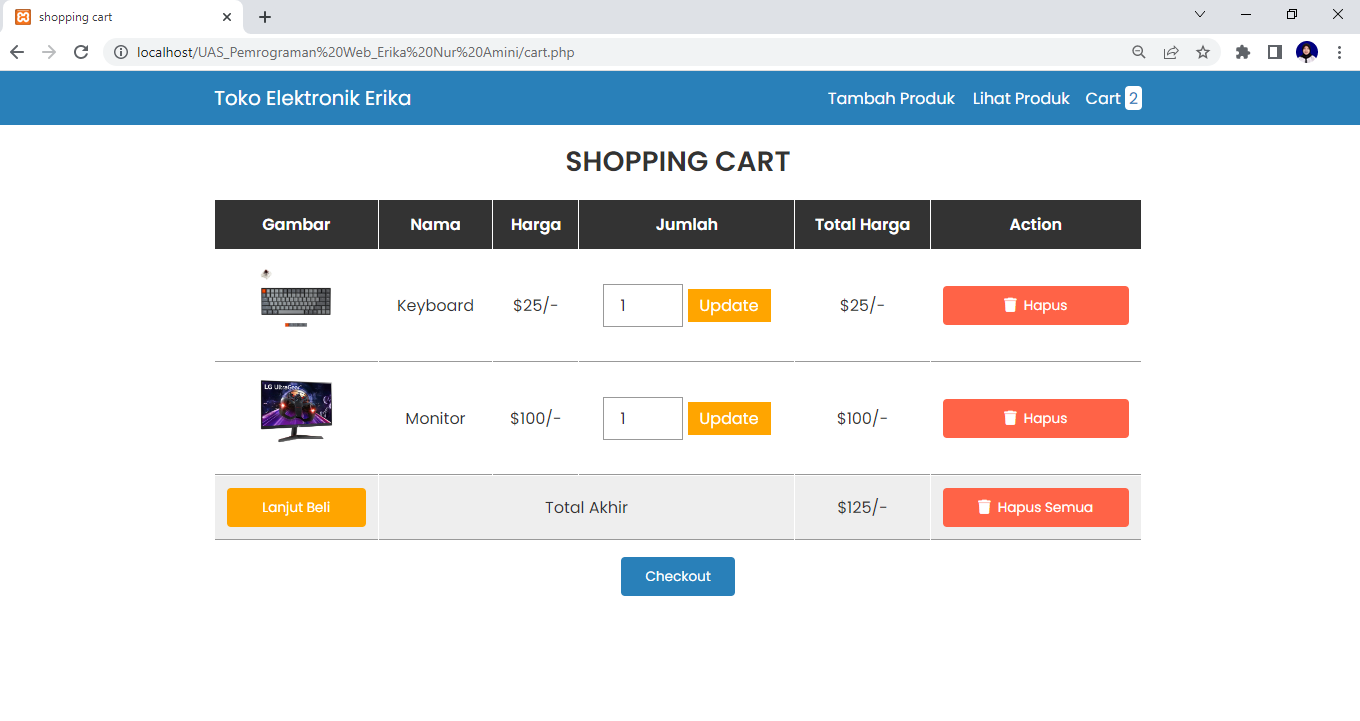 shopping cart
localhost/UAS_Pemrograman%20Web_Erika%20Nur%20Amini/cart.php
Toko Elektronik Erika Tambah Produk Lihat Produk Cart 2
SHOPPING CART
Gambar Nama Harga Jumlah Total Harga Action
Keyboard $25/- 1 Update $25/- Hapus
LG UltraGear
Monitor $100/- 1 Update $100/- Hapus
Lanjut Beli Total Akhir $125/- Hapus Semua
Checkout